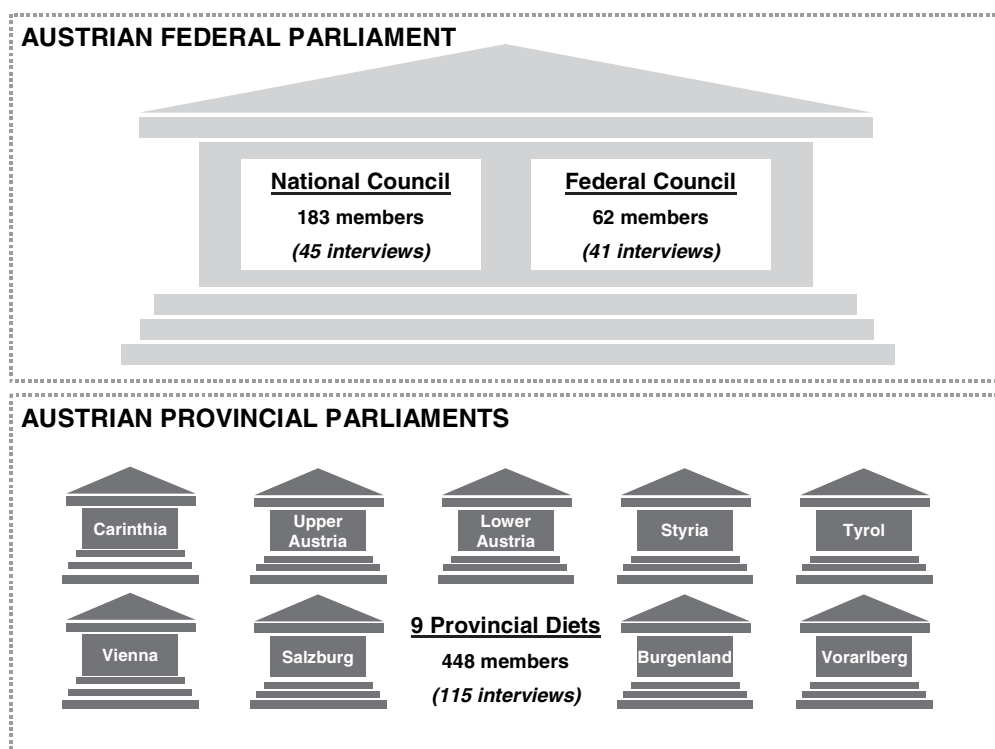 AUSTRIAN FEDERAL PARLIAMENT
National Council
183 members
(45 interviews)
Federal Council
62 members
(41 interviews)
AUSTRIAN PROVINCIAL PARLIAMENTS
Carinthia
Upper
Austria
Lower
Austria
Styria
Tyrol
Vienna
Salzburg
9 Provincial Diets
448 members
(115 interviews)
Burgenland
Vorarlberg